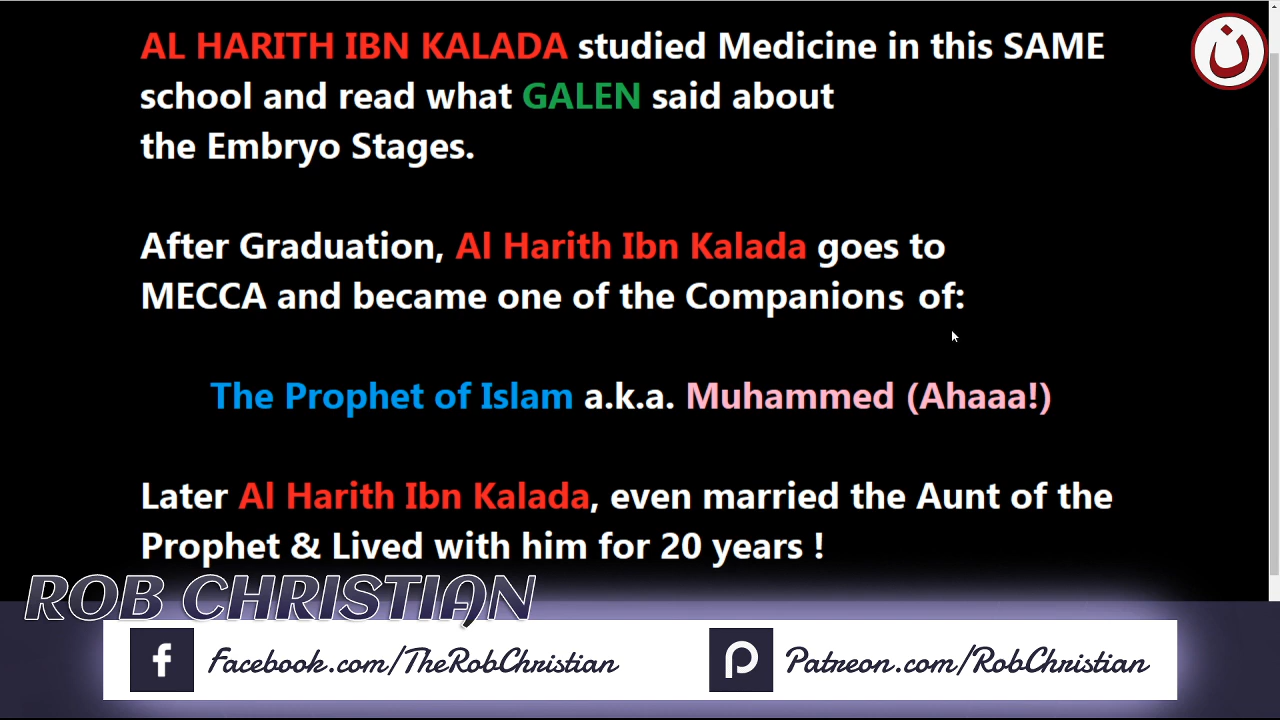 AL HARITH IBN KALADA studied Medicine in this SAME
school and read what GALEN said about
the Embryo Stages.
After Graduation, Al Harith Ibn Kalada goes to
MECCA and became one of the Companions of:
The Prophet of Islam a.k.a. Muhammed (Ahaaa!)
Later Al Harith Ibn Kalada, even married the Aunt of the
Prophet & Lived with him for 20 years !
ROB CHRISTIAN
Facebook.com/TheRobChristian
Patreon.com/RobChristian
ن